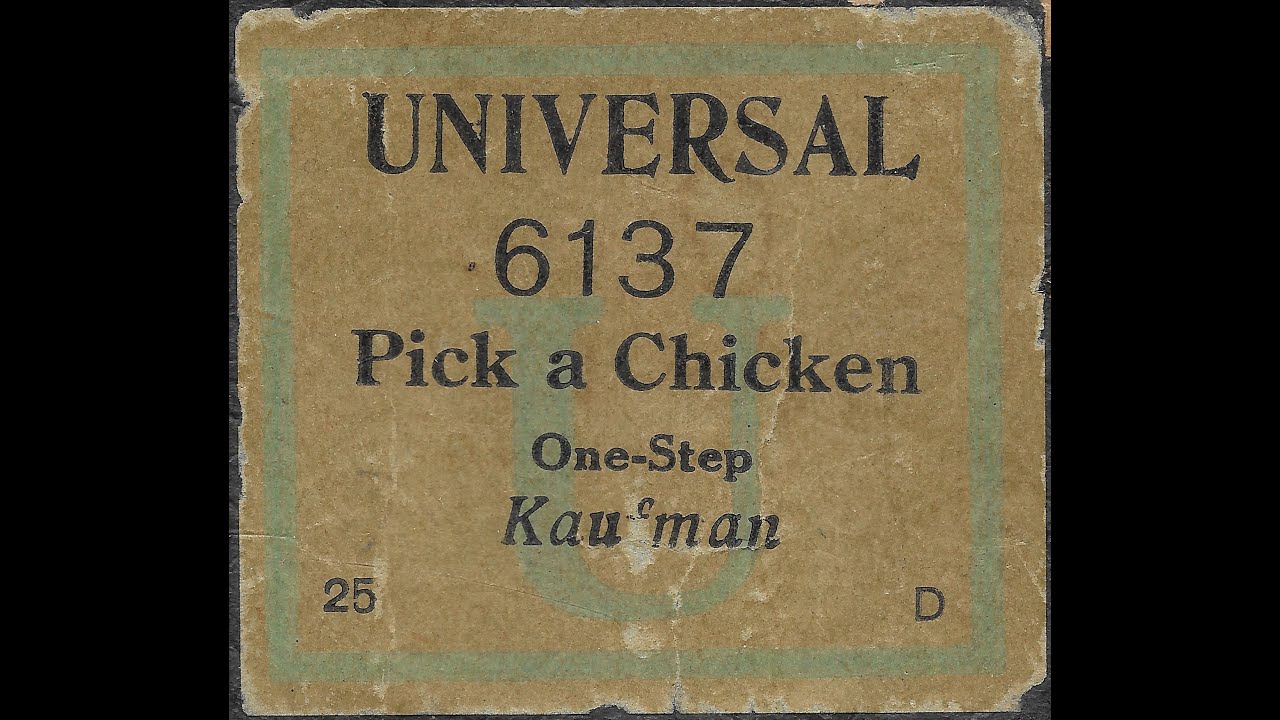 UNIVERSAL
6137
Pick a Chicken
One-Step
Kaufman
25 D
U